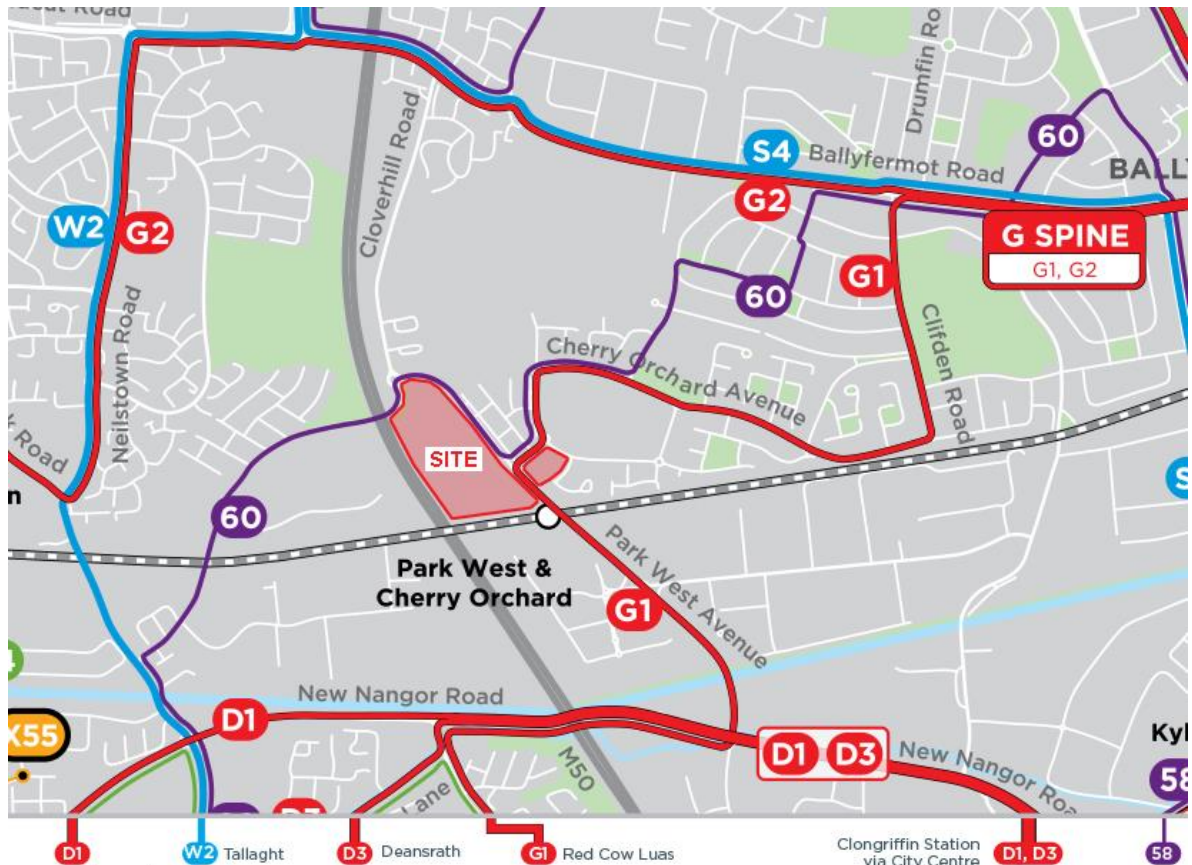 Road
Cloverhill Road
Drumfin Ro
S4
Ballyfermot Road
60
BALLY
W2
G2
G2
G SPINE
G1, G2
G1
60
Neilstown Road
Cherry Orchard Avenue
Clifden Road
SITE
Road
n
60
S
Park West &
Cherry Orchard
G1
Park West Avenue
New Nangor Road
X55
D1
D1
D3
New Nangor Roa
Kyl
58
M50
Lane
D1
W2
Tallaght
D3
Deansrath
G1
Red Cow Luas
Clongriffin Station
via City Centre
D1, D3
58